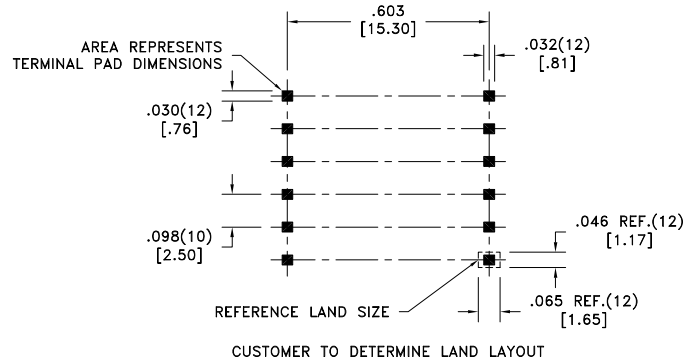 .603
[15.30]
AREA REPRESENTS
TERMINAL PAD DIMENSIONS
.032(12)
[.81]
.030(12)
[.76]
.098(10)
[2.50]
.046 REF.(12)
[1.17]
REFERENCE LAND SIZE
.065 REF.(12)
[1.65]
CUSTOMER TO DETERMINE LAND LAYOUT